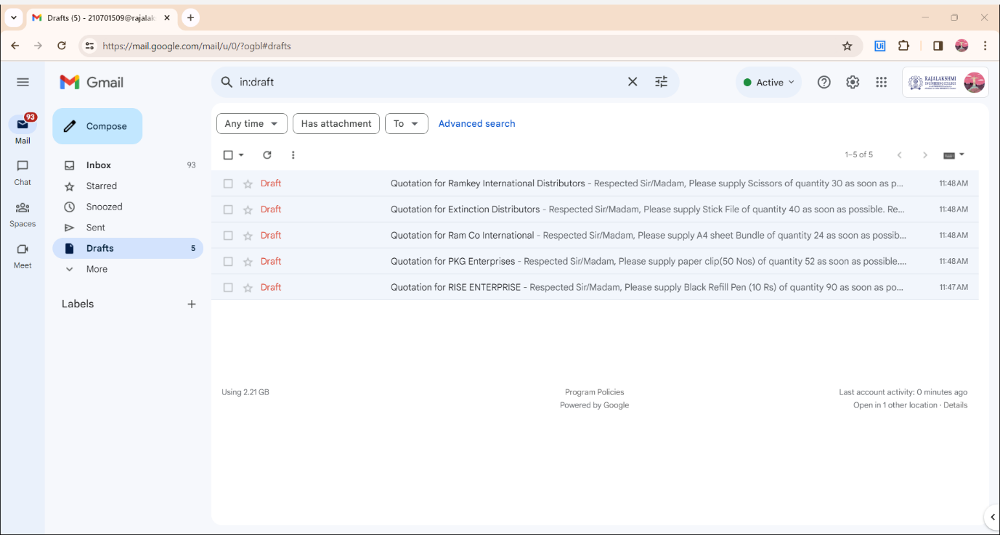 Drafts (5) - 210701509@rajalak
https://mail.google.com/mail/u/0/?ogbl#drafts
Ui
Gmail
in:draft
Active
RAJALAKSHMI
ENGINEERING COLLEGE
93
Mail
Chat
Spaces
Meet
Compose
Inbox 93
Starred
Snoozed
Sent
Drafts 5
More
Labels
Any time Has attachment To Advanced search
1–5 of 5
Draft Quotation for Ramkey International Distributors - Respected Sir/Madam, Please supply Scissors of quantity 30 as soon as p... 11:48 AM
Draft Quotation for Extinction Distributors - Respected Sir/Madam, Please supply Stick File of quantity 40 as soon as possible. Re... 11:48 AM
Draft Quotation for Ram Co International - Respected Sir/Madam, Please supply A4 sheet Bundle of quantity 24 as soon as possib... 11:48 AM
Draft Quotation for PKG Enterprises - Respected Sir/Madam, Please supply paper clip(50 Nos) of quantity 52 as soon as possible.... 11:48 AM
Draft Quotation for RISE ENTERPRISE - Respected Sir/Madam, Please supply Black Refill Pen (10 Rs) of quantity 90 as soon as po... 11:47 AM
Using 2.21 GB
Program Policies
Powered by Google
Last account activity: 0 minutes ago
Open in 1 other location · Details